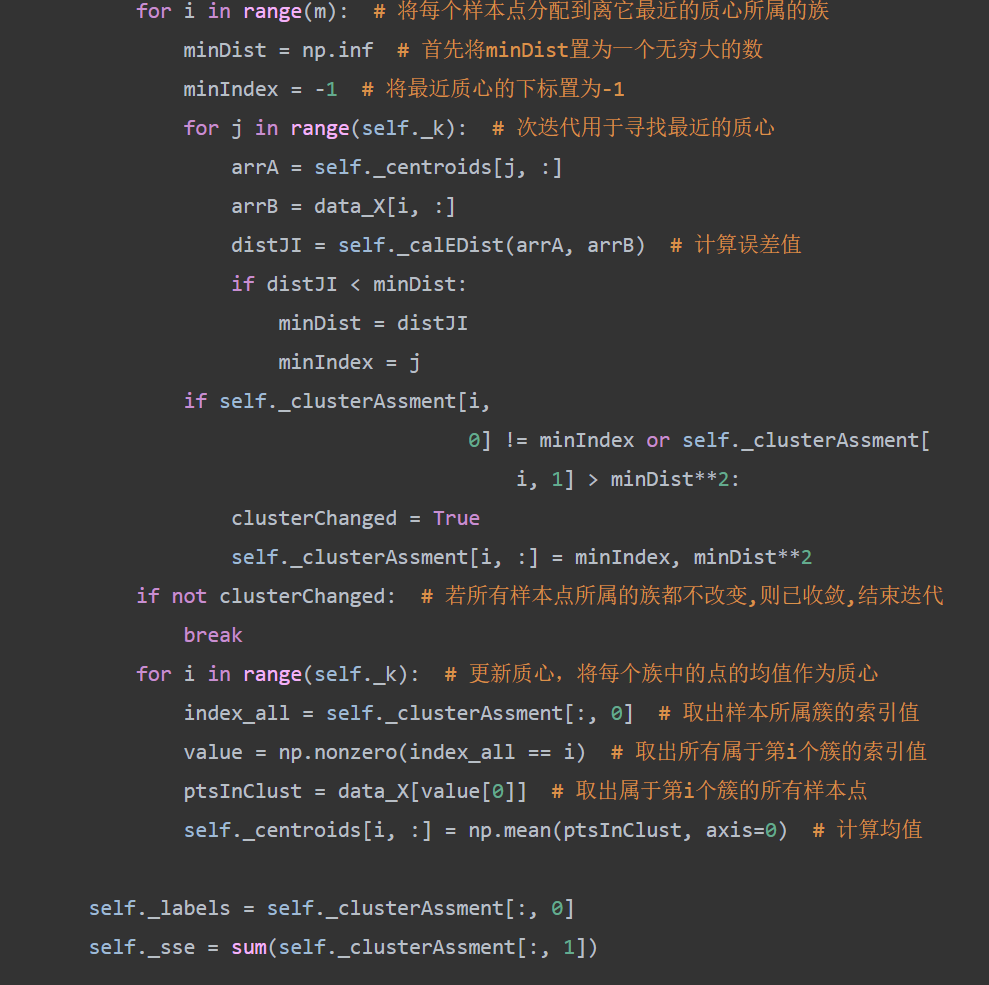 for i in range(m):  # 将每个样本点分配到离它最近的质心所属的族
minDist = np.inf  # 首先将minDist置为一个无穷大的数
minIndex = -1  # 将最近质心的下标置为-1
for j in range(self._k):  # 次迭代用于寻找最近的质心
arrA = self._centroids[j, :]
arrB = data_X[i, :]
distJI = self._calEDist(arrA, arrB)  # 计算误差值
if distJI < minDist:
minDist = distJI
minIndex = j
if self._clusterAssment[i,
0] != minIndex or self._clusterAssment[
i, 1] > minDist**2:
clusterChanged = True
self._clusterAssment[i, :] = minIndex, minDist**2
if not clusterChanged:  # 若所有样本点所属的族都不改变,则已收敛,结束迭代
break
for i in range(self._k):  # 更新质心，将每个族中的点的均值作为质心
index_all = self._clusterAssment[:, 0]  # 取出样本所属簇的索引值
value = np.nonzero(index_all == i)  # 取出所有属于第i个簇的索引值
ptsInClust = data_X[value[0]]  # 取出属于第i个簇的所有样本点
self._centroids[i, :] = np.mean(ptsInClust, axis=0)  # 计算均值
self._labels = self._clusterAssment[:, 0]
self._sse = sum(self._clusterAssment[:, 1])